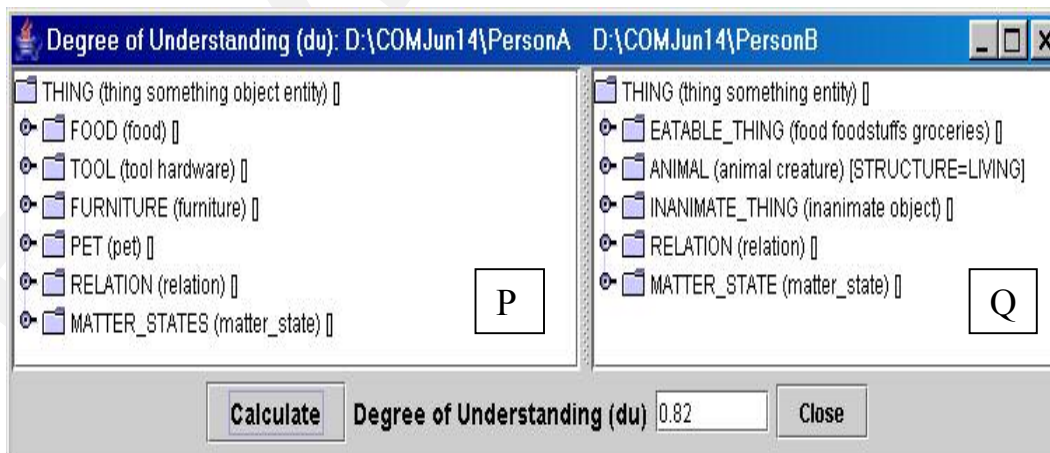 Degree of Understanding (du): D:\COMJun14\PersonA D:\COMJun14\PersonB
THING (thing something object entity) []
FOOD (food) []
TOOL (tool hardware) []
FURNITURE (furniture) []
PET (pet) []
RELATION (relation) []
MATTER_STATES (matter_state) []
P
THING (thing something entity) []
EATABLE_THING (food foodstuffs groceries) []
ANIMAL (animal creature) [STRUCTURE=LIVING]
INANIMATE_THING (inanimate object) []
RELATION (relation) []
MATTER_STATE (matter_state) []
Q
Calculate Degree of Understanding (du) 0.82 Close